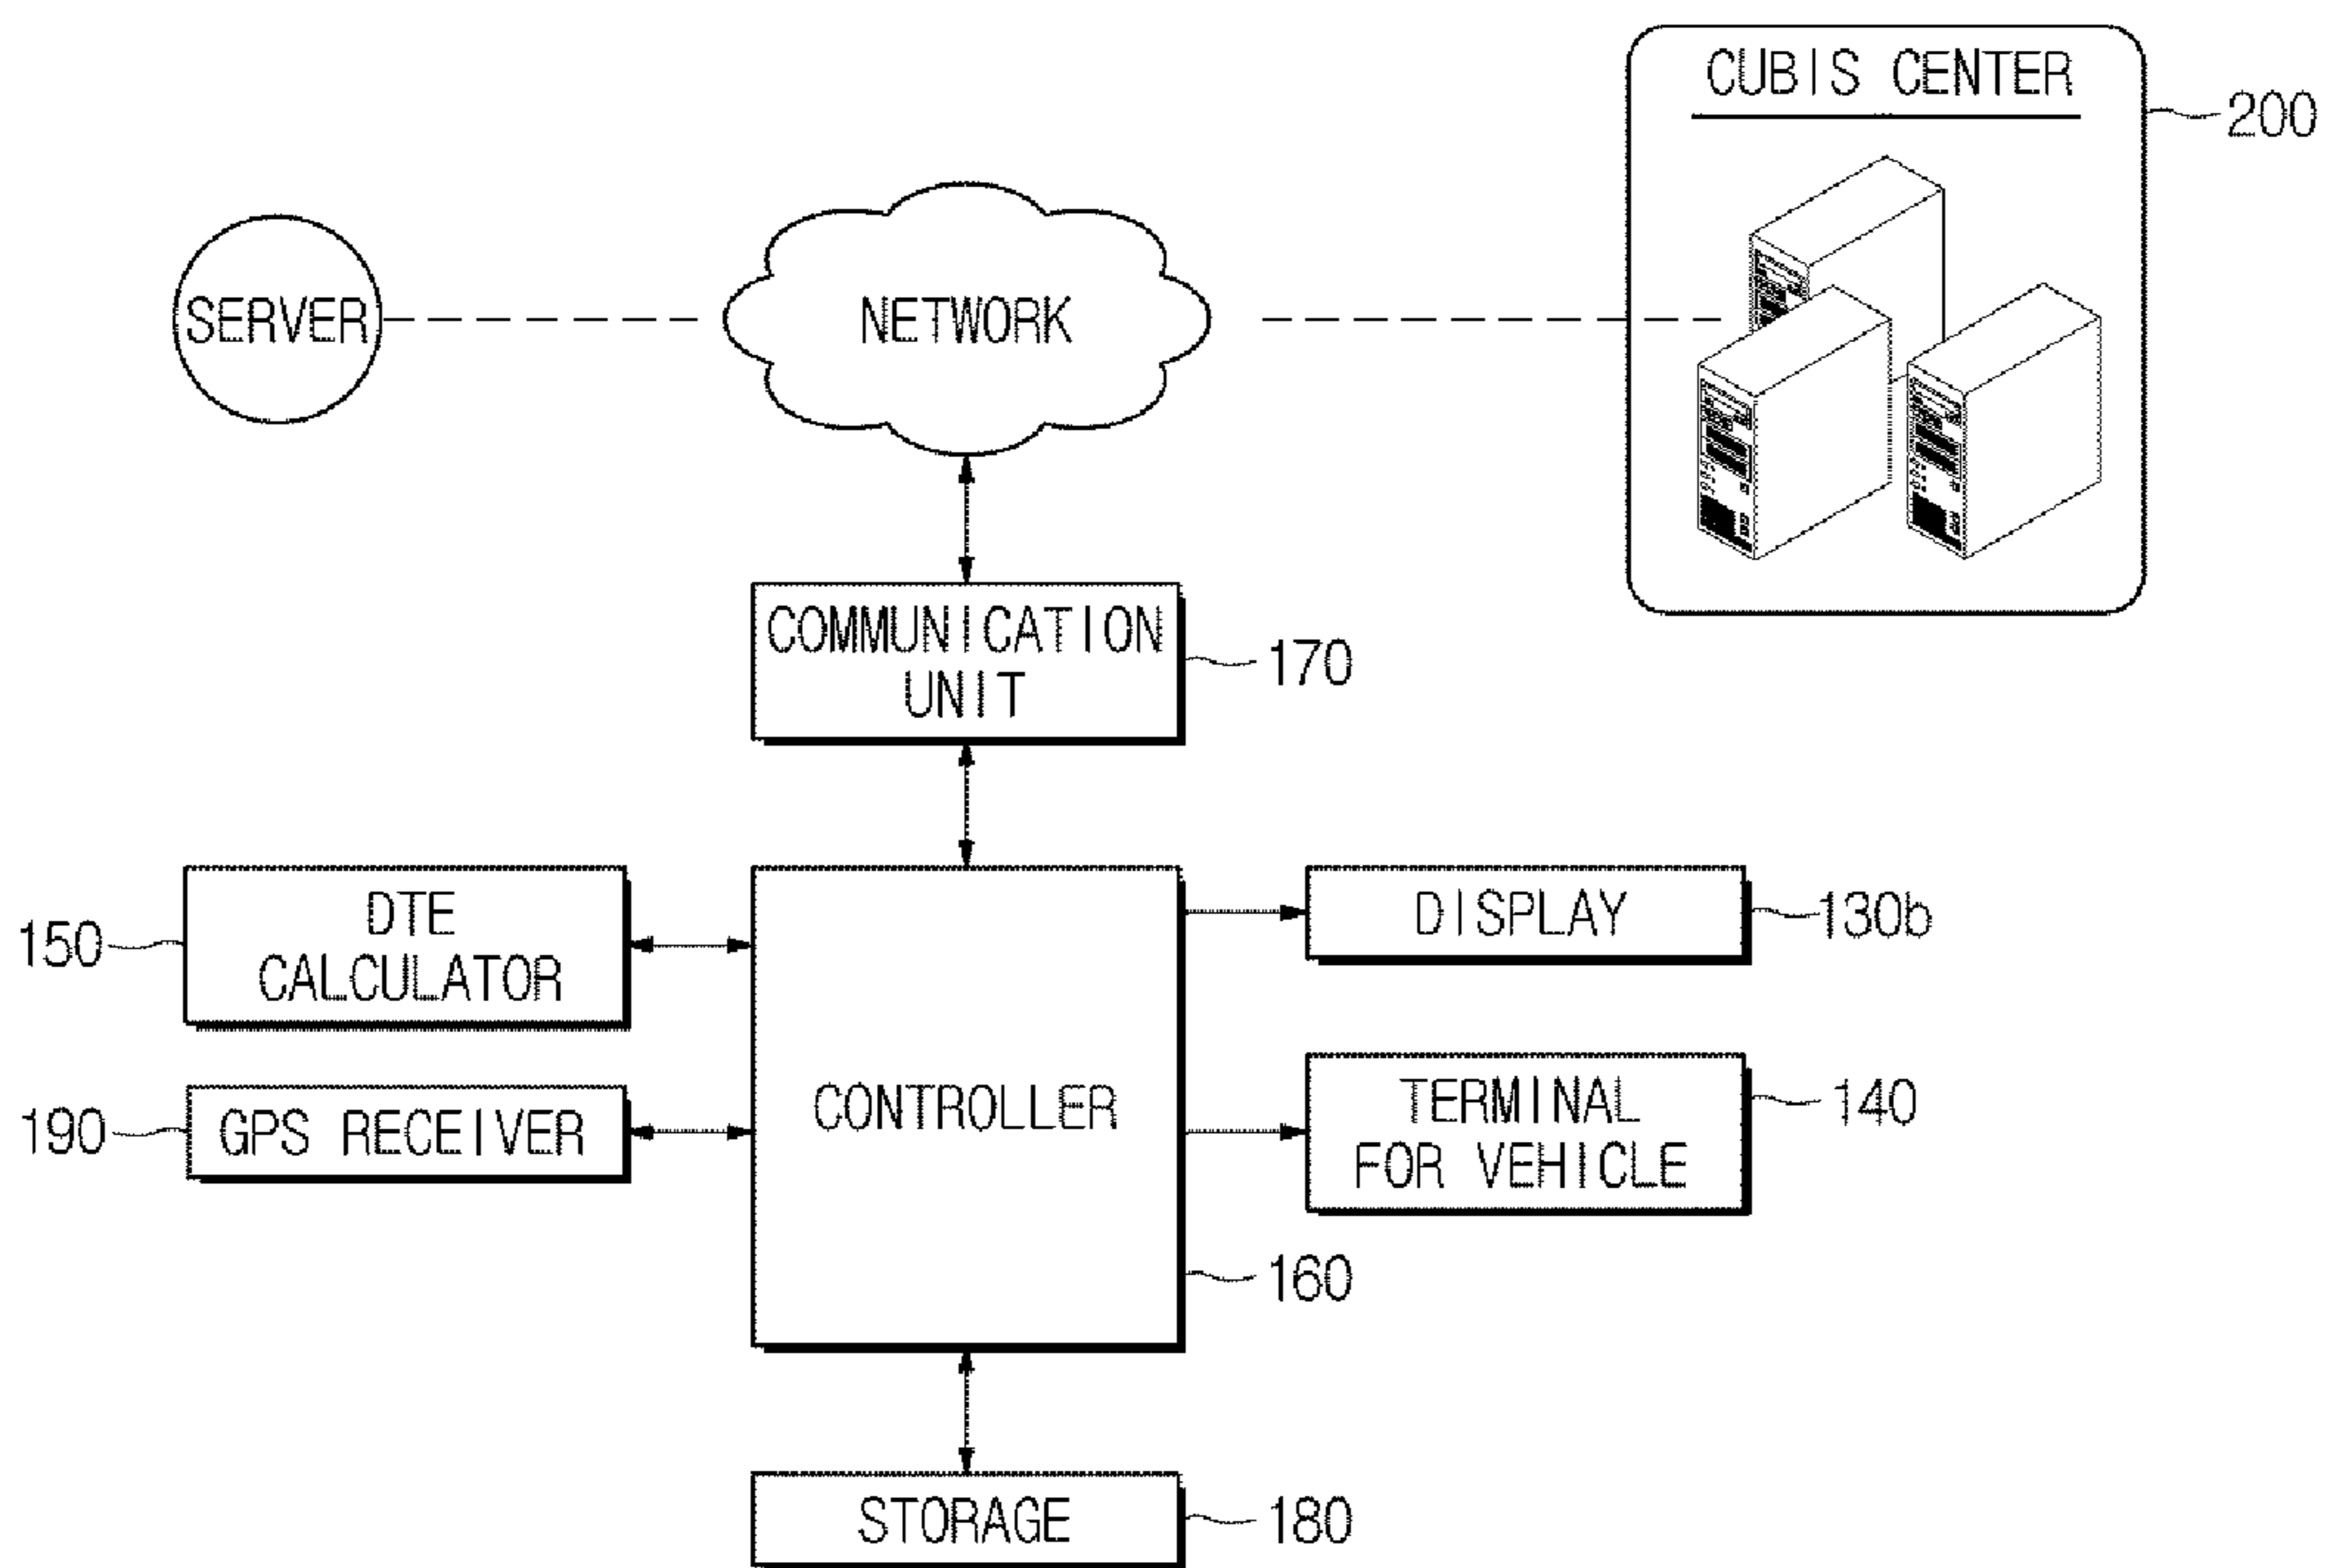 CUBIS CENTER
200
SERVER
NETWORK
COMMUNICATION
UNIT
170
DTE
CALCULATOR
150
DISPLAY
130b
GPS RECEIVER
190
CONTROLLER
160
TERMINAL
FOR VEHICLE
140
STORAGE
180